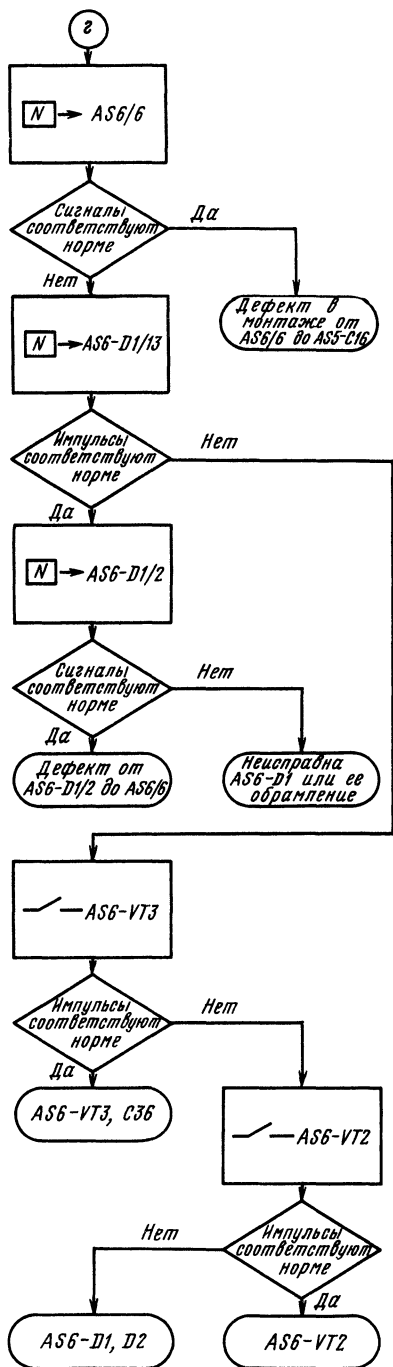 г
N → AS6/6
Сигналы
соответствуют
норме
Да
Нет
Дефект в
монтаже от
AS6/6 до AS5-C16
N → AS6-D1/13
Импульсы
соответствуют
норме
Нет
Да
N → AS6-D1/2
Сигналы
соответствуют
норме
Нет
Да
Дефект от
AS6-D1/2 до AS6/6
Неисправна
AS6-D1 или ее
обрамление
AS6-VT3
Импульсы
соответствуют
норме
Нет
Да
AS6-VT3, C36
AS6-VT2
Импульсы
соответствуют
норме
Нет
Да
AS6-D1, D2
AS6-VT2